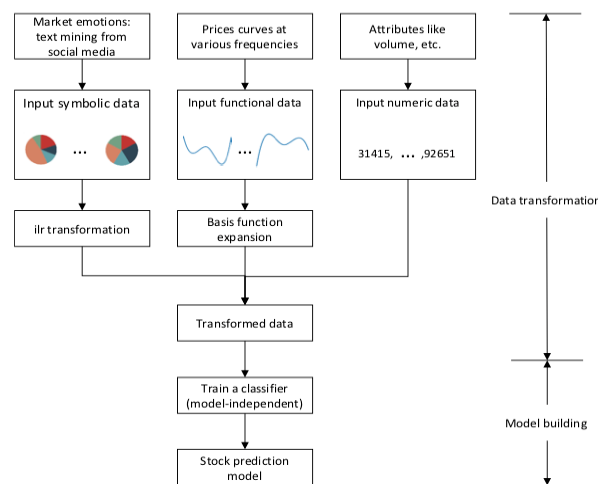 Market emotions:
text mining from
social media
Prices curves at
various frequencies
Attributes like
volume, etc.
Input symbolic data
...
Input functional data
...
Input numeric data
31415, ... ,92651
Data transformation
ilr transformation
Basis function
expansion
Transformed data
Train a classifier
(model-independent)
Model building
Stock prediction
model